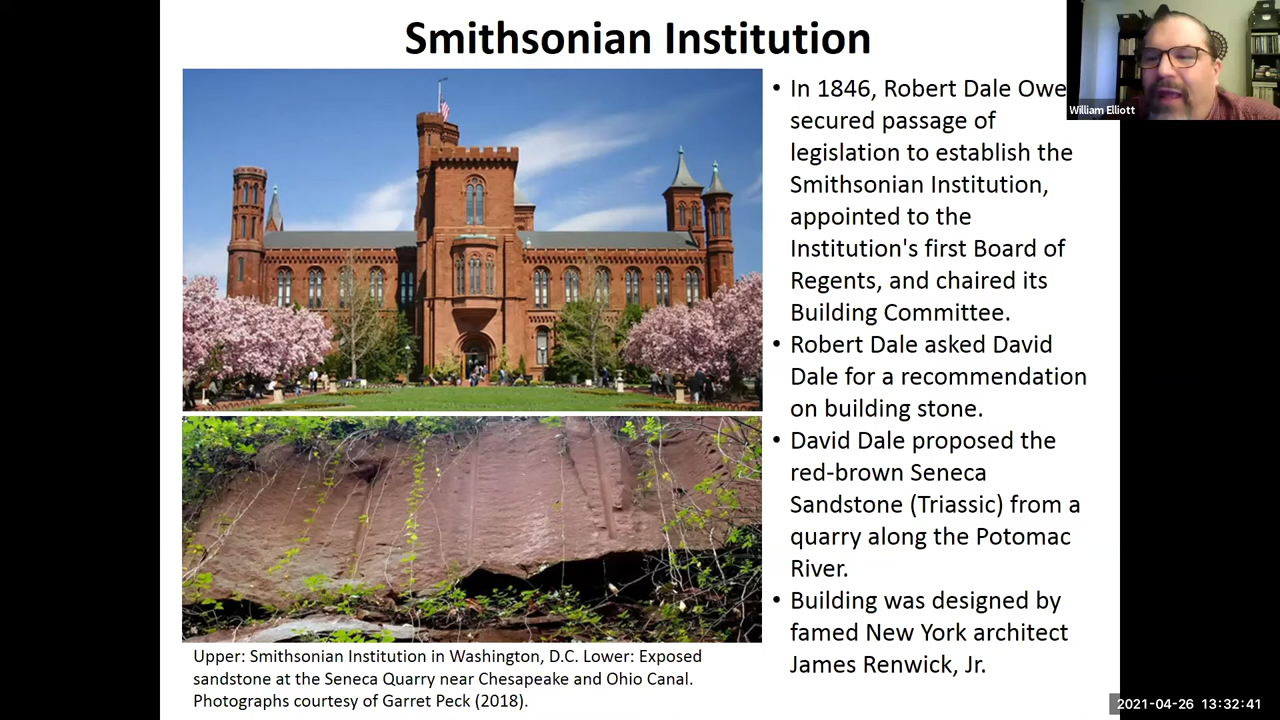 Smithsonian Institution
• In 1846, Robert Dale Owe
secured passage of
legislation to establish the
Smithsonian Institution,
appointed to the
Institution's first Board of
Regents, and chaired its
Building Committee.
• Robert Dale asked David
Dale for a recommendation
on building stone.
• David Dale proposed the
red-brown Seneca
Sandstone (Triassic) from a
quarry along the Potomac
River.
• Building was designed by
famed New York architect
James Renwick, Jr.
Upper: Smithsonian Institution in Washington, D.C. Lower: Exposed
sandstone at the Seneca Quarry near Chesapeake and Ohio Canal.
Photographs courtesy of Garret Peck (2018).
William Elliott
2021-04-26 13:32:41